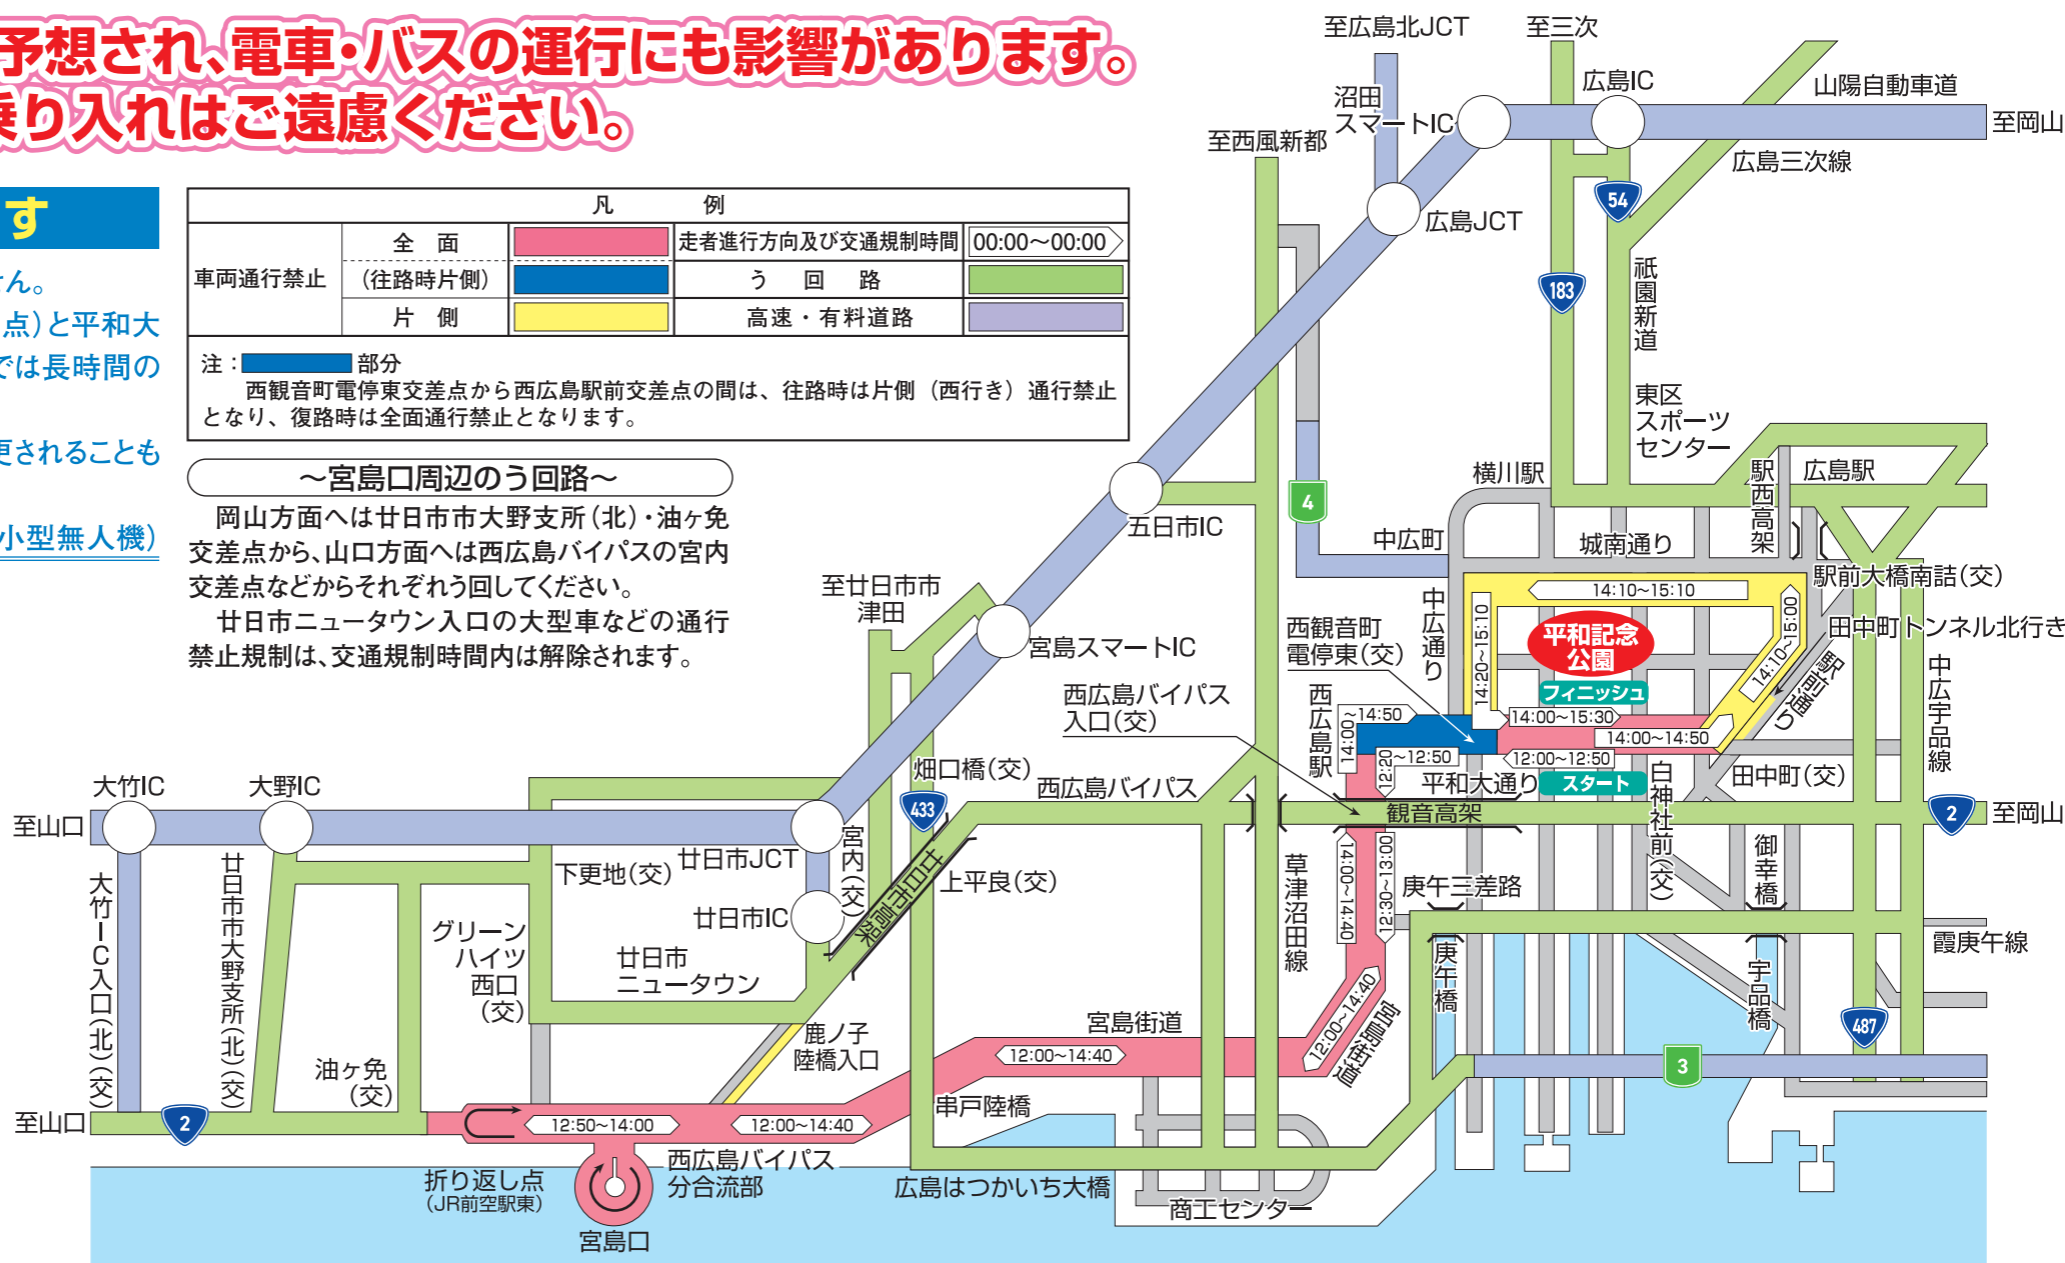 予想され、電車・バスの運行にも影響があります。
乗り入れはご遠慮ください。
す
せん。
点)と平和大
では長時間の
更されることも
小型無人機)
凡 例
車両通行禁止
全 面
(往路時片側)
片 側
走者進行方向及び交通規制時間
00:00～00:00
う 回 路
高速・有料道路
注： 部分
西観音町電停東交差点から西広島駅前交差点の間は、往路時は片側（西行き）通行禁止
となり、復路時は全面通行禁止となります。
～宮島口周辺のう回路～
岡山方面へは廿日市市大野支所(北)・油ヶ免
交差点から、山口方面へは西広島バイパスの宮内
交差点などからそれぞれう回してください。
廿日市ニュータウン入口の大型車などの通行
禁止規制は、交通規制時間内は解除されます。
至広島北JCT
至三次
広島IC
山陽自動車道
沼田
スマートIC
至岡山
至西風新都
広島三次線
54
広島JCT
183
祇園新道
東区
スポーツ
センター
横川駅
駅西高架
広島駅
4
五日市IC
中広町
城南通り
駅前大橋南詰(交)
至廿日市市
津田
14:10～15:10
中広通り
14:20～15:10
平和記念
公園
14:10～15:00
田中町トンネル北行き
西観音町
電停東(交)
宮島スマートIC
駅前通り
中広宇品線
フィニッシュ
西広島バイパス
入口(交)
西広島駅
14:00
～14:50
14:00～15:30
14:00～14:50
12:20
～12:50
12:00～12:50
平和大通り
スタート
白神社前(交)
田中町(交)
大竹IC
大野IC
畑口橋(交)
西広島バイパス
433
観音高架
2
至岡山
至山口
廿日市JCT
宮内(交)
下更地(交)
廿日市高架
上平良(交)
草津沼田線
14:00～14:40
12:30～13:00
庚午三差路
御幸橋
大竹IC入口(北)(交)
廿日市市大野支所(北)(交)
廿日市IC
グリーン
ハイツ
西口
(交)
廿日市
ニュータウン
庚午橋
宇品橋
霞庚午線
12:00～14:40
宮島街道
487
鹿ノ子
陸橋入口
宮島街道
12:00～14:40
油ヶ免
(交)
3
串戸陸橋
至山口
2
12:50～14:00
12:00～14:40
折り返し点
(JR前空駅東)
西広島バイパス
分合流部
広島はつかいち大橋
商工センター
宮島口